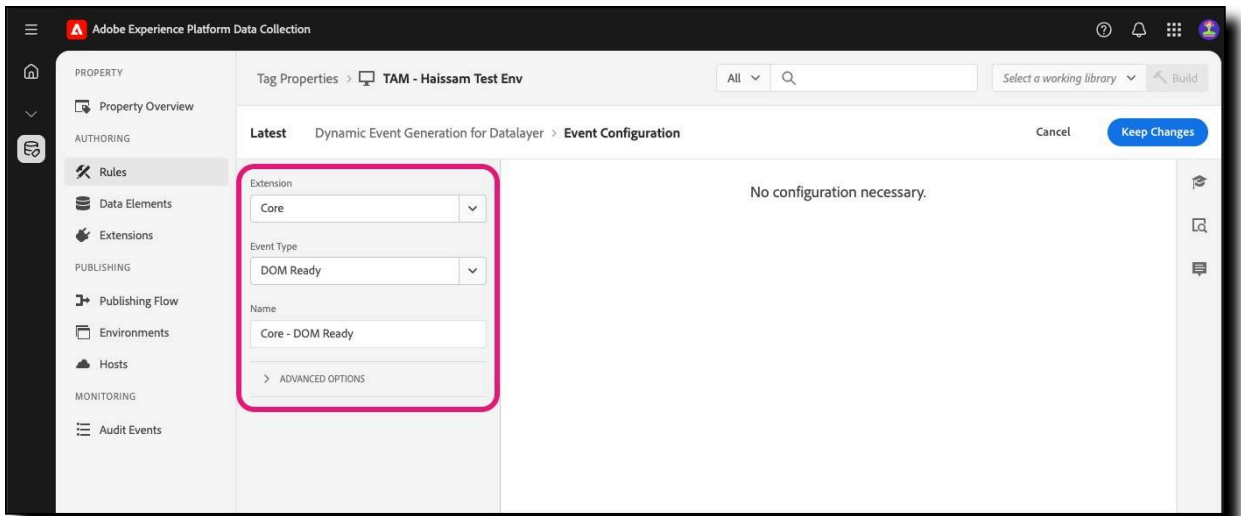 Adobe Experience Platform Data Collection
PROPERTY
Property Overview
AUTHORING
Rules
Data Elements
Extensions
PUBLISHING
Publishing Flow
Environments
Hosts
MONITORING
Audit Events
Tag Properties > TAM - Haissam Test Env
All
Select a working library
Build
Latest Dynamic Event Generation for Datalayer > Event Configuration
Cancel
Keep Changes
Extension
Core
Event Type
DOM Ready
Name
Core - DOM Ready
> ADVANCED OPTIONS
No configuration necessary.